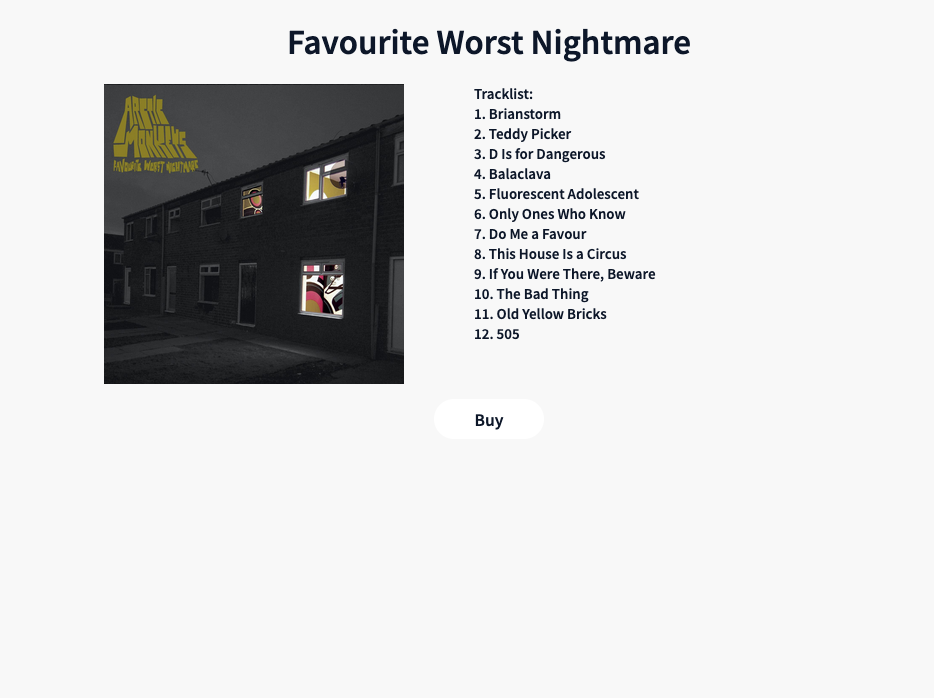 Favourite Worst Nightmare
ARCTIC
MONKEYS
FAVOURITE WORST NIGHTMARE
Tracklist:
1. Brianstorm
2. Teddy Picker
3. D Is for Dangerous
4. Balaclava
5. Fluorescent Adolescent
6. Only Ones Who Know
7. Do Me a Favour
8. This House Is a Circus
9. If You Were There, Beware
10. The Bad Thing
11. Old Yellow Bricks
12. 505
Buy